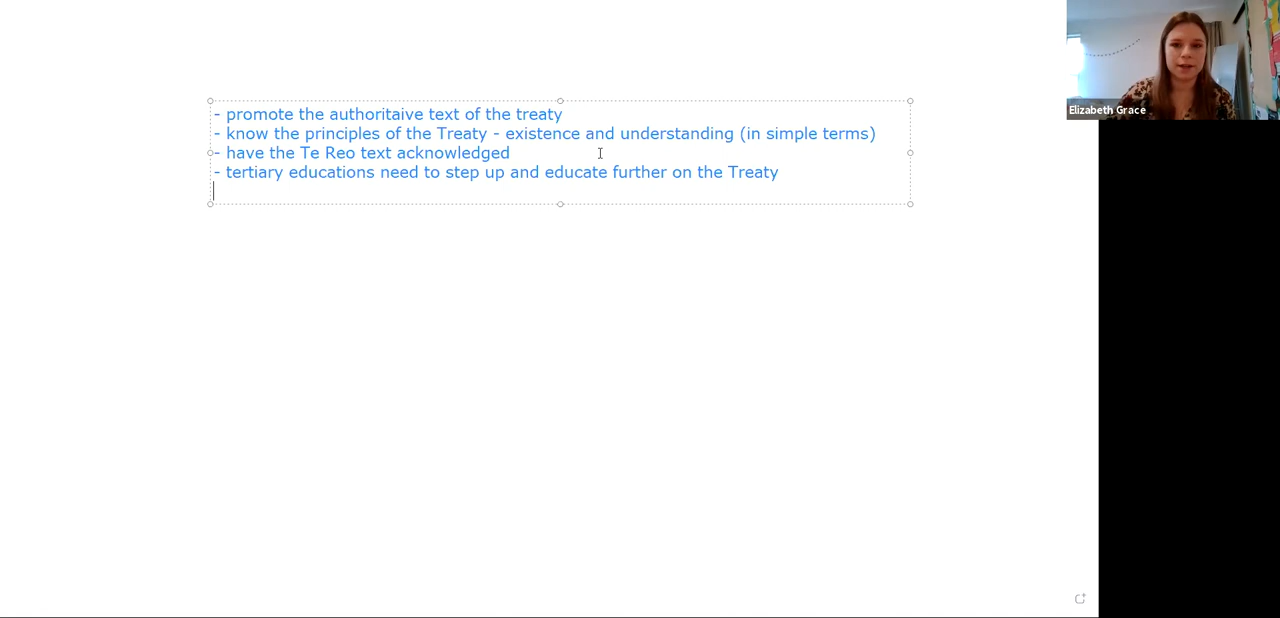 - promote the authoritaive text of the treaty
- know the principles of the Treaty - existence and understanding (in simple terms)
- have the Te Reo text acknowledged
- tertiary educations need to step up and educate further on the Treaty
Elizabeth Grace